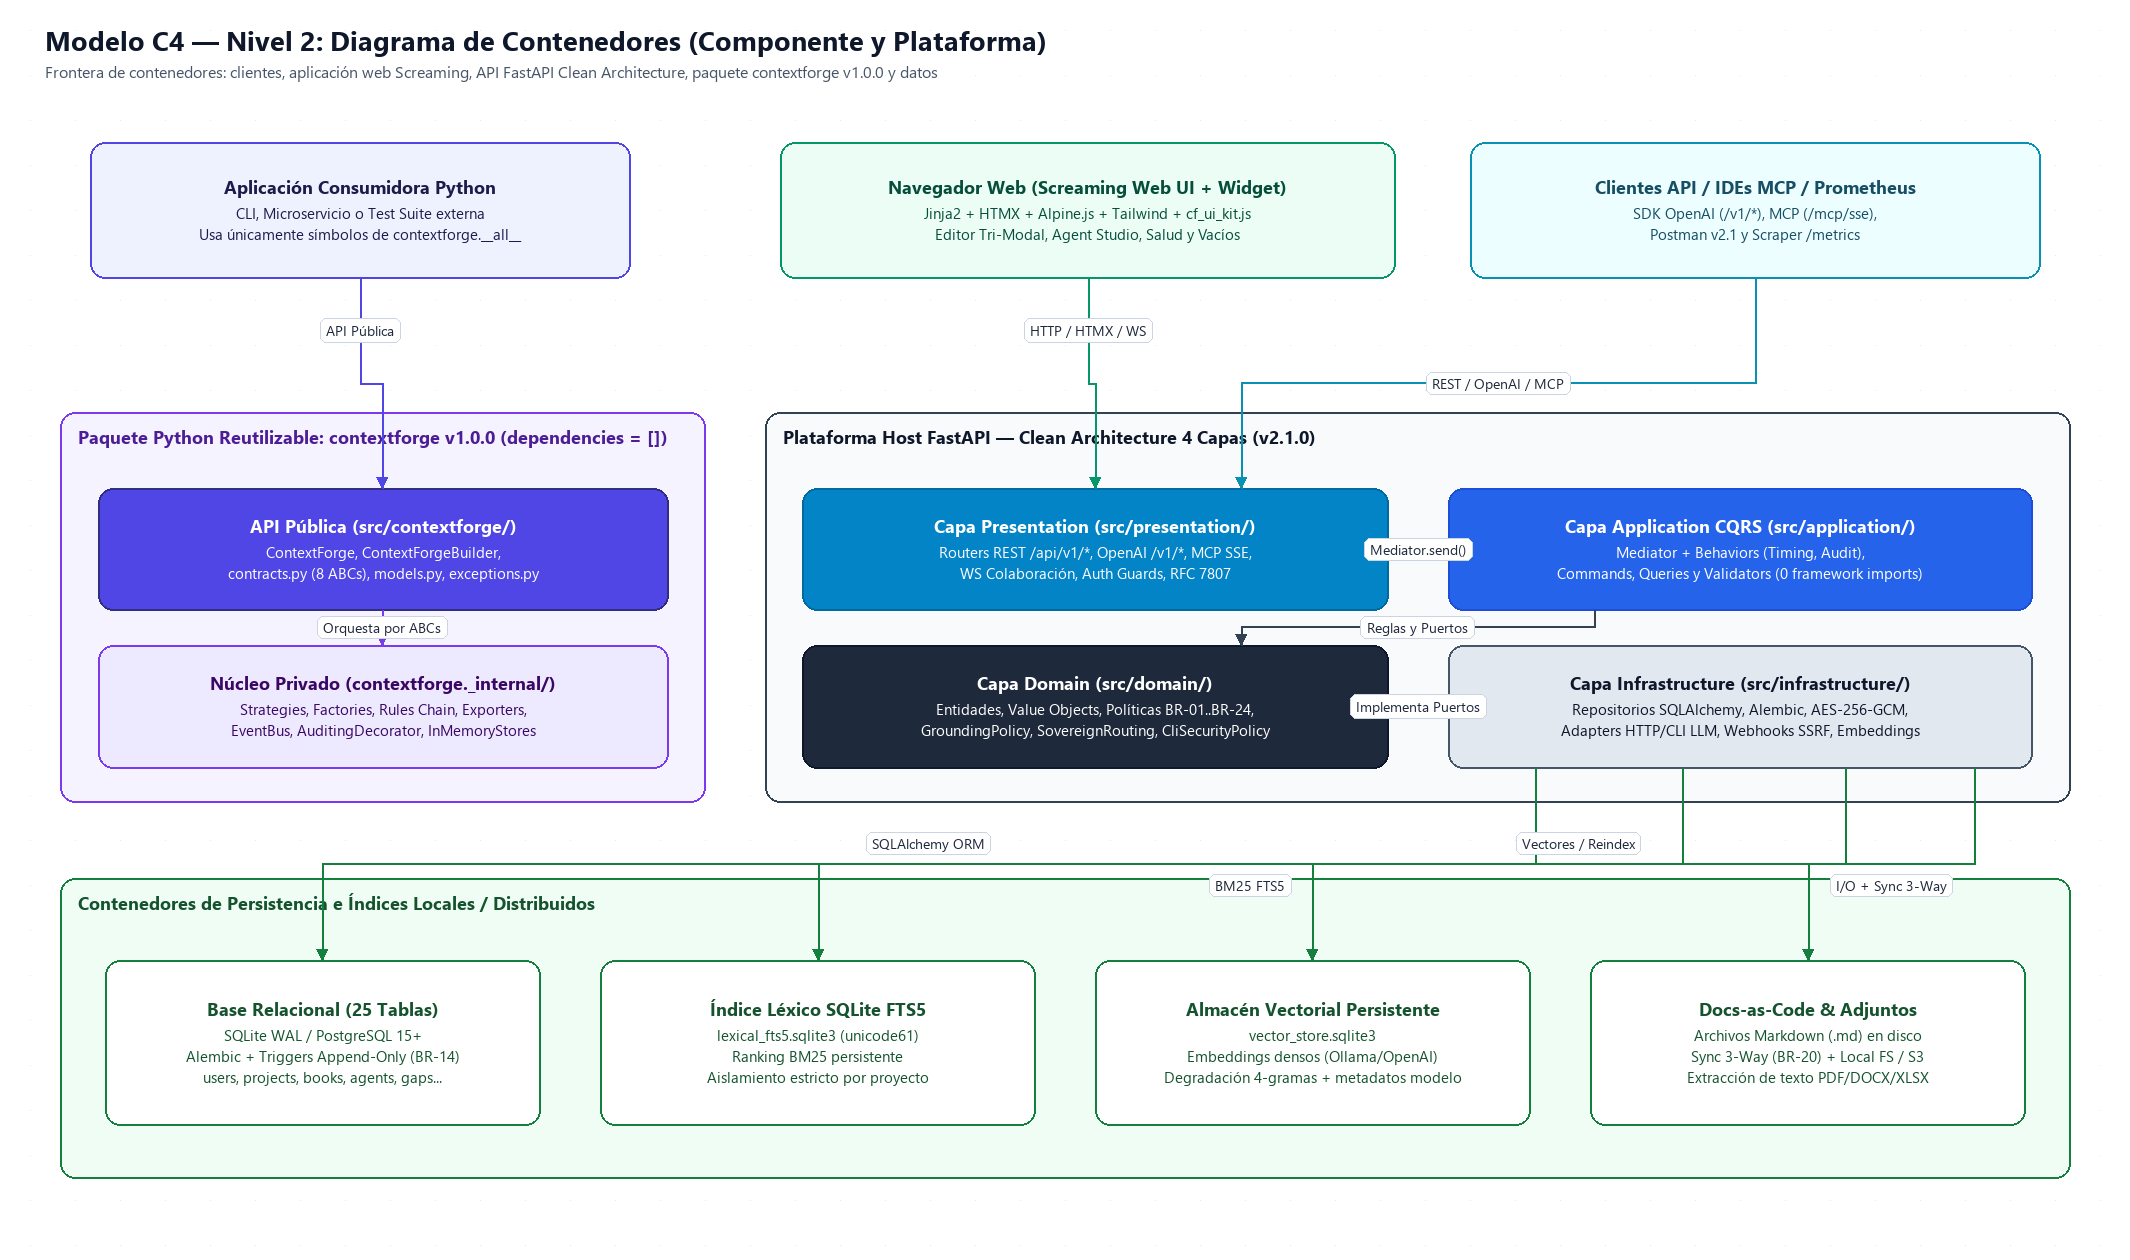 Modelo C4 — Nivel 2: Diagrama de Contenedores (Componente y Plataforma)
Frontera de contenedores: clientes, aplicación web Screaming, API FastAPI Clean Architecture, paquete contextforge v1.0.0 y datos
Aplicación Consumidora Python
CLI, Microservicio o Test Suite externa
Usa únicamente símbolos de contextforge.__all__
Navegador Web (Screaming Web UI + Widget)
Jinja2 + HTMX + Alpine.js + Tailwind + cf_ui_kit.js
Editor Tri-Modal, Agent Studio, Salud y Vacíos
Clientes API / IDEs MCP / Prometheus
SDK OpenAI (/v1/*), MCP (/mcp/sse),
Postman v2.1 y Scraper /metrics
API Pública
HTTP / HTMX / WS
REST / OpenAI / MCP
Paquete Python Reutilizable: contextforge v1.0.0 (dependencies = [])
API Pública (src/contextforge/)
ContextForge, ContextForgeBuilder,
contracts.py (8 ABCs), models.py, exceptions.py
Orquesta por ABCs
Núcleo Privado (contextforge._internal/)
Strategies, Factories, Rules Chain, Exporters,
EventBus, AuditingDecorator, InMemoryStores
Plataforma Host FastAPI — Clean Architecture 4 Capas (v2.1.0)
Capa Presentation (src/presentation/)
Routers REST /api/v1/*, OpenAI /v1/*, MCP SSE,
WS Colaboración, Auth Guards, RFC 7807
Mediator.send()
Capa Application CQRS (src/application/)
Mediator + Behaviors (Timing, Audit),
Commands, Queries y Validators (0 framework imports)
Reglas y Puertos
Capa Domain (src/domain/)
Entidades, Value Objects, Políticas BR-01..BR-24,
GroundingPolicy, SovereignRouting, CliSecurityPolicy
Implementa Puertos
Capa Infrastructure (src/infrastructure/)
Repositorios SQLAlchemy, Alembic, AES-256-GCM,
Adapters HTTP/CLI LLM, Webhooks SSRF, Embeddings
SQLAlchemy ORM
Vectores / Reindex
BM25 FTS5
I/O + Sync 3-Way
Contenedores de Persistencia e Índices Locales / Distribuidos
Base Relacional (25 Tablas)
SQLite WAL / PostgreSQL 15+
Alembic + Triggers Append-Only (BR-14)
users, projects, books, agents, gaps...
Índice Léxico SQLite FTS5
lexical_fts5.sqlite3 (unicode61)
Ranking BM25 persistente
Aislamiento estricto por proyecto
Almacén Vectorial Persistente
vector_store.sqlite3
Embeddings densos (Ollama/OpenAI)
Degradación 4-gramas + metadatos modelo
Docs-as-Code & Adjuntos
Archivos Markdown (.md) en disco
Sync 3-Way (BR-20) + Local FS / S3
Extracción de texto PDF/DOCX/XLSX